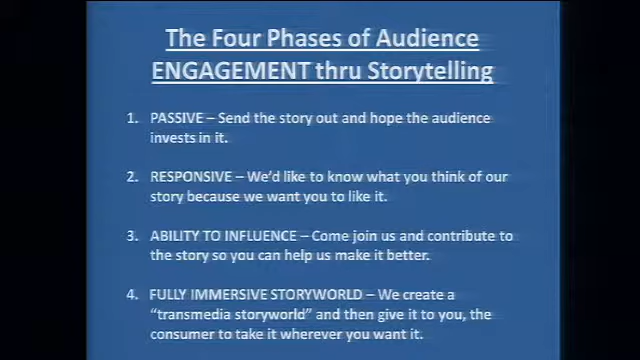 The Four Phases of Audience
ENGAGEMENT thru Storytelling
1. PASSIVE – Send the story out and hope the audience
invests in it.
2. RESPONSIVE – We'd like to know what you think of our
story because we want you to like it.
3. ABILITY TO INFLUENCE – Come join us and contribute to
the story so you can help us make it better.
4. FULLY IMMERSIVE STORYWORLD – We create a
"transmedia storyworld" and then give it to you, the
consumer to take it wherever you want it.